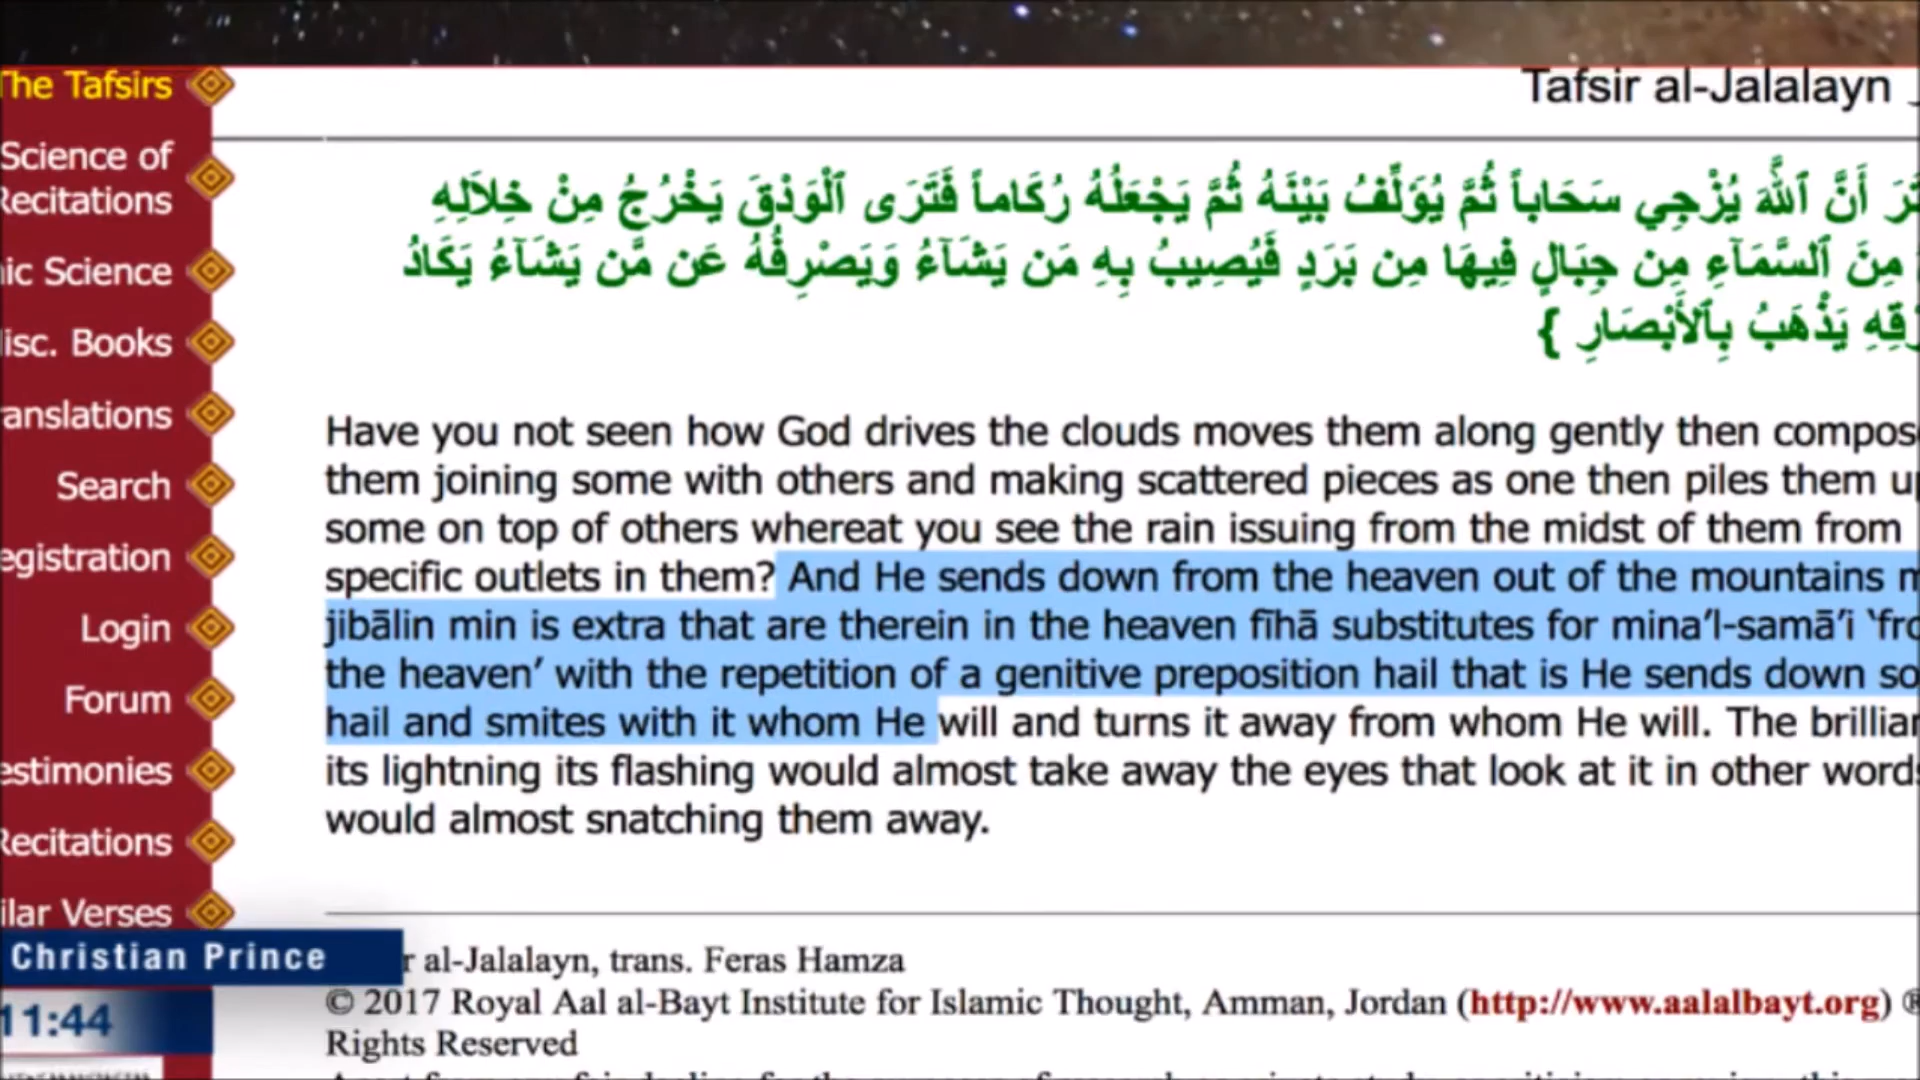 The Tafsirs
Science of
Recitations
ic Science
isc. Books
ranslations
Search
egistration
Login
Forum
estimonies
Recitations
ilar Verses
Tafsir al-Jalalayn
تَرَ أَنَّ ٱللَّهَ يُزْجِي سَحَاباً ثُمَّ يُؤَلِّفُ بَيْنَهُ ثُمَّ يَجْعَلُهُ رُكَاماً فَتَرَى ٱلْوَدْقَ يَخْرُجُ مِنْ خِلاَلِهِ
مِنَ ٱلسَّمَآءِ مِن جِبَالٍ فِيهَا مِن بَرَدٍ فَيُصِيبُ بِهِ مَن يَشَآءُ وَيَصْرِفُهُ عَن مَّن يَشَآءُ يَكَادُ
رْقِهِ يَذْهَبُ بِٱلأَبْصَارِ }
Have you not seen how God drives the clouds moves them along gently then compos
them joining some with others and making scattered pieces as one then piles them up
some on top of others whereat you see the rain issuing from the midst of them from
specific outlets in them? And He sends down from the heaven out of the mountains m
jibālin min is extra that are therein in the heaven fīhā substitutes for mina’l-samā’i ‘fro
the heaven’ with the repetition of a genitive preposition hail that is He sends down so
hail and smites with it whom He will and turns it away from whom He will. The brillian
its lightning its flashing would almost take away the eyes that look at it in other words
would almost snatching them away.
r al-Jalalayn, trans. Feras Hamza
© 2017 Royal Aal al-Bayt Institute for Islamic Thought, Amman, Jordan (http://www.aalalbayt.org) ®
Rights Reserved
Christian Prince
11:44